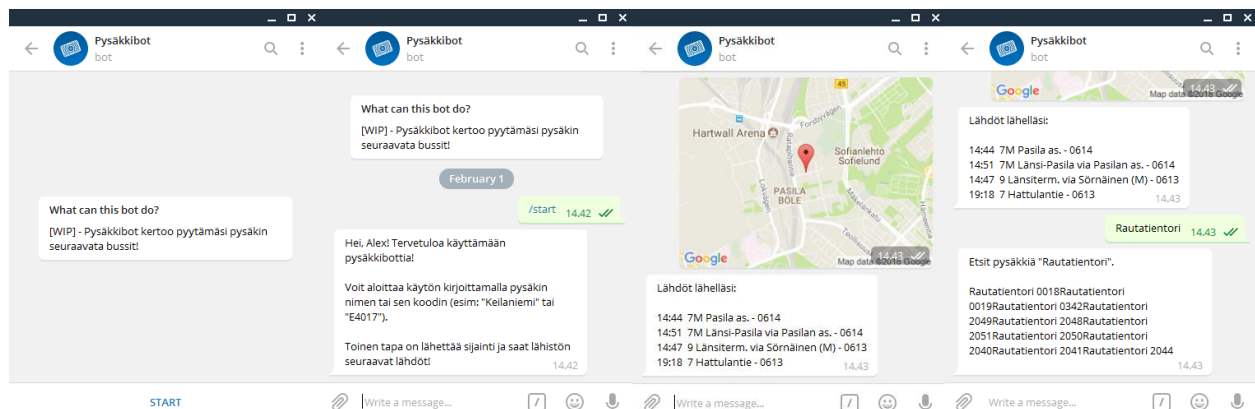 Pysäkkibot
bot
What can this bot do?
[WIP] - Pysäkkibot kertoo pyytämäsi pysäkin
seuraavata bussit!
START
Pysäkkibot
bot
What can this bot do?
[WIP] - Pysäkkibot kertoo pyytämäsi pysäkin
seuraavata bussit!
February 1
/start 14.42
Hei, Alex! Tervetuloa käyttämään
pysäkkibottia!
Voit aloittaa käytön kirjoittamalla pysäkin
nimen tai sen koodin (esim: "Keilaniemi" tai
"E4017").
Toinen tapa on lähettää sijainti ja saat lähistön
seuraavat lähdöt!
14.42
Write a message...
Pysäkkibot
bot
45
Forsbyvägen
Hartwall Arena
Ratapihantie
Sofianlehto
Sofielund
PASILA
BÖLE
Lokvägen
Mäkelänkatu
Hämeentie
Teollisuus
Google
14.43
Map data ©2016 Google
Lähdöt lähelläsi:
14:44 7M Pasila as. - 0614
14:51 7M Länsi-Pasila via Pasilan as. - 0614
14:47 9 Länsiterm. via Sörnäinen (M) - 0613
19:18 7 Hattulantie - 0613
14.43
Write a message...
Pysäkkibot
bot
Google
14.43
Map data ©2016 Google
Lähdöt lähelläsi:
14:44 7M Pasila as. - 0614
14:51 7M Länsi-Pasila via Pasilan as. - 0614
14:47 9 Länsiterm. via Sörnäinen (M) - 0613
19:18 7 Hattulantie - 0613
14.43
Rautatientori 14.43
Etsit pysäkkiä "Rautatientori".
Rautatientori 0018Rautatientori
0019Rautatientori 0342Rautatientori
2049Rautatientori 2048Rautatientori
2051Rautatientori 2050Rautatientori
2040Rautatientori 2041Rautatientori 2044
14.43
Write a message...